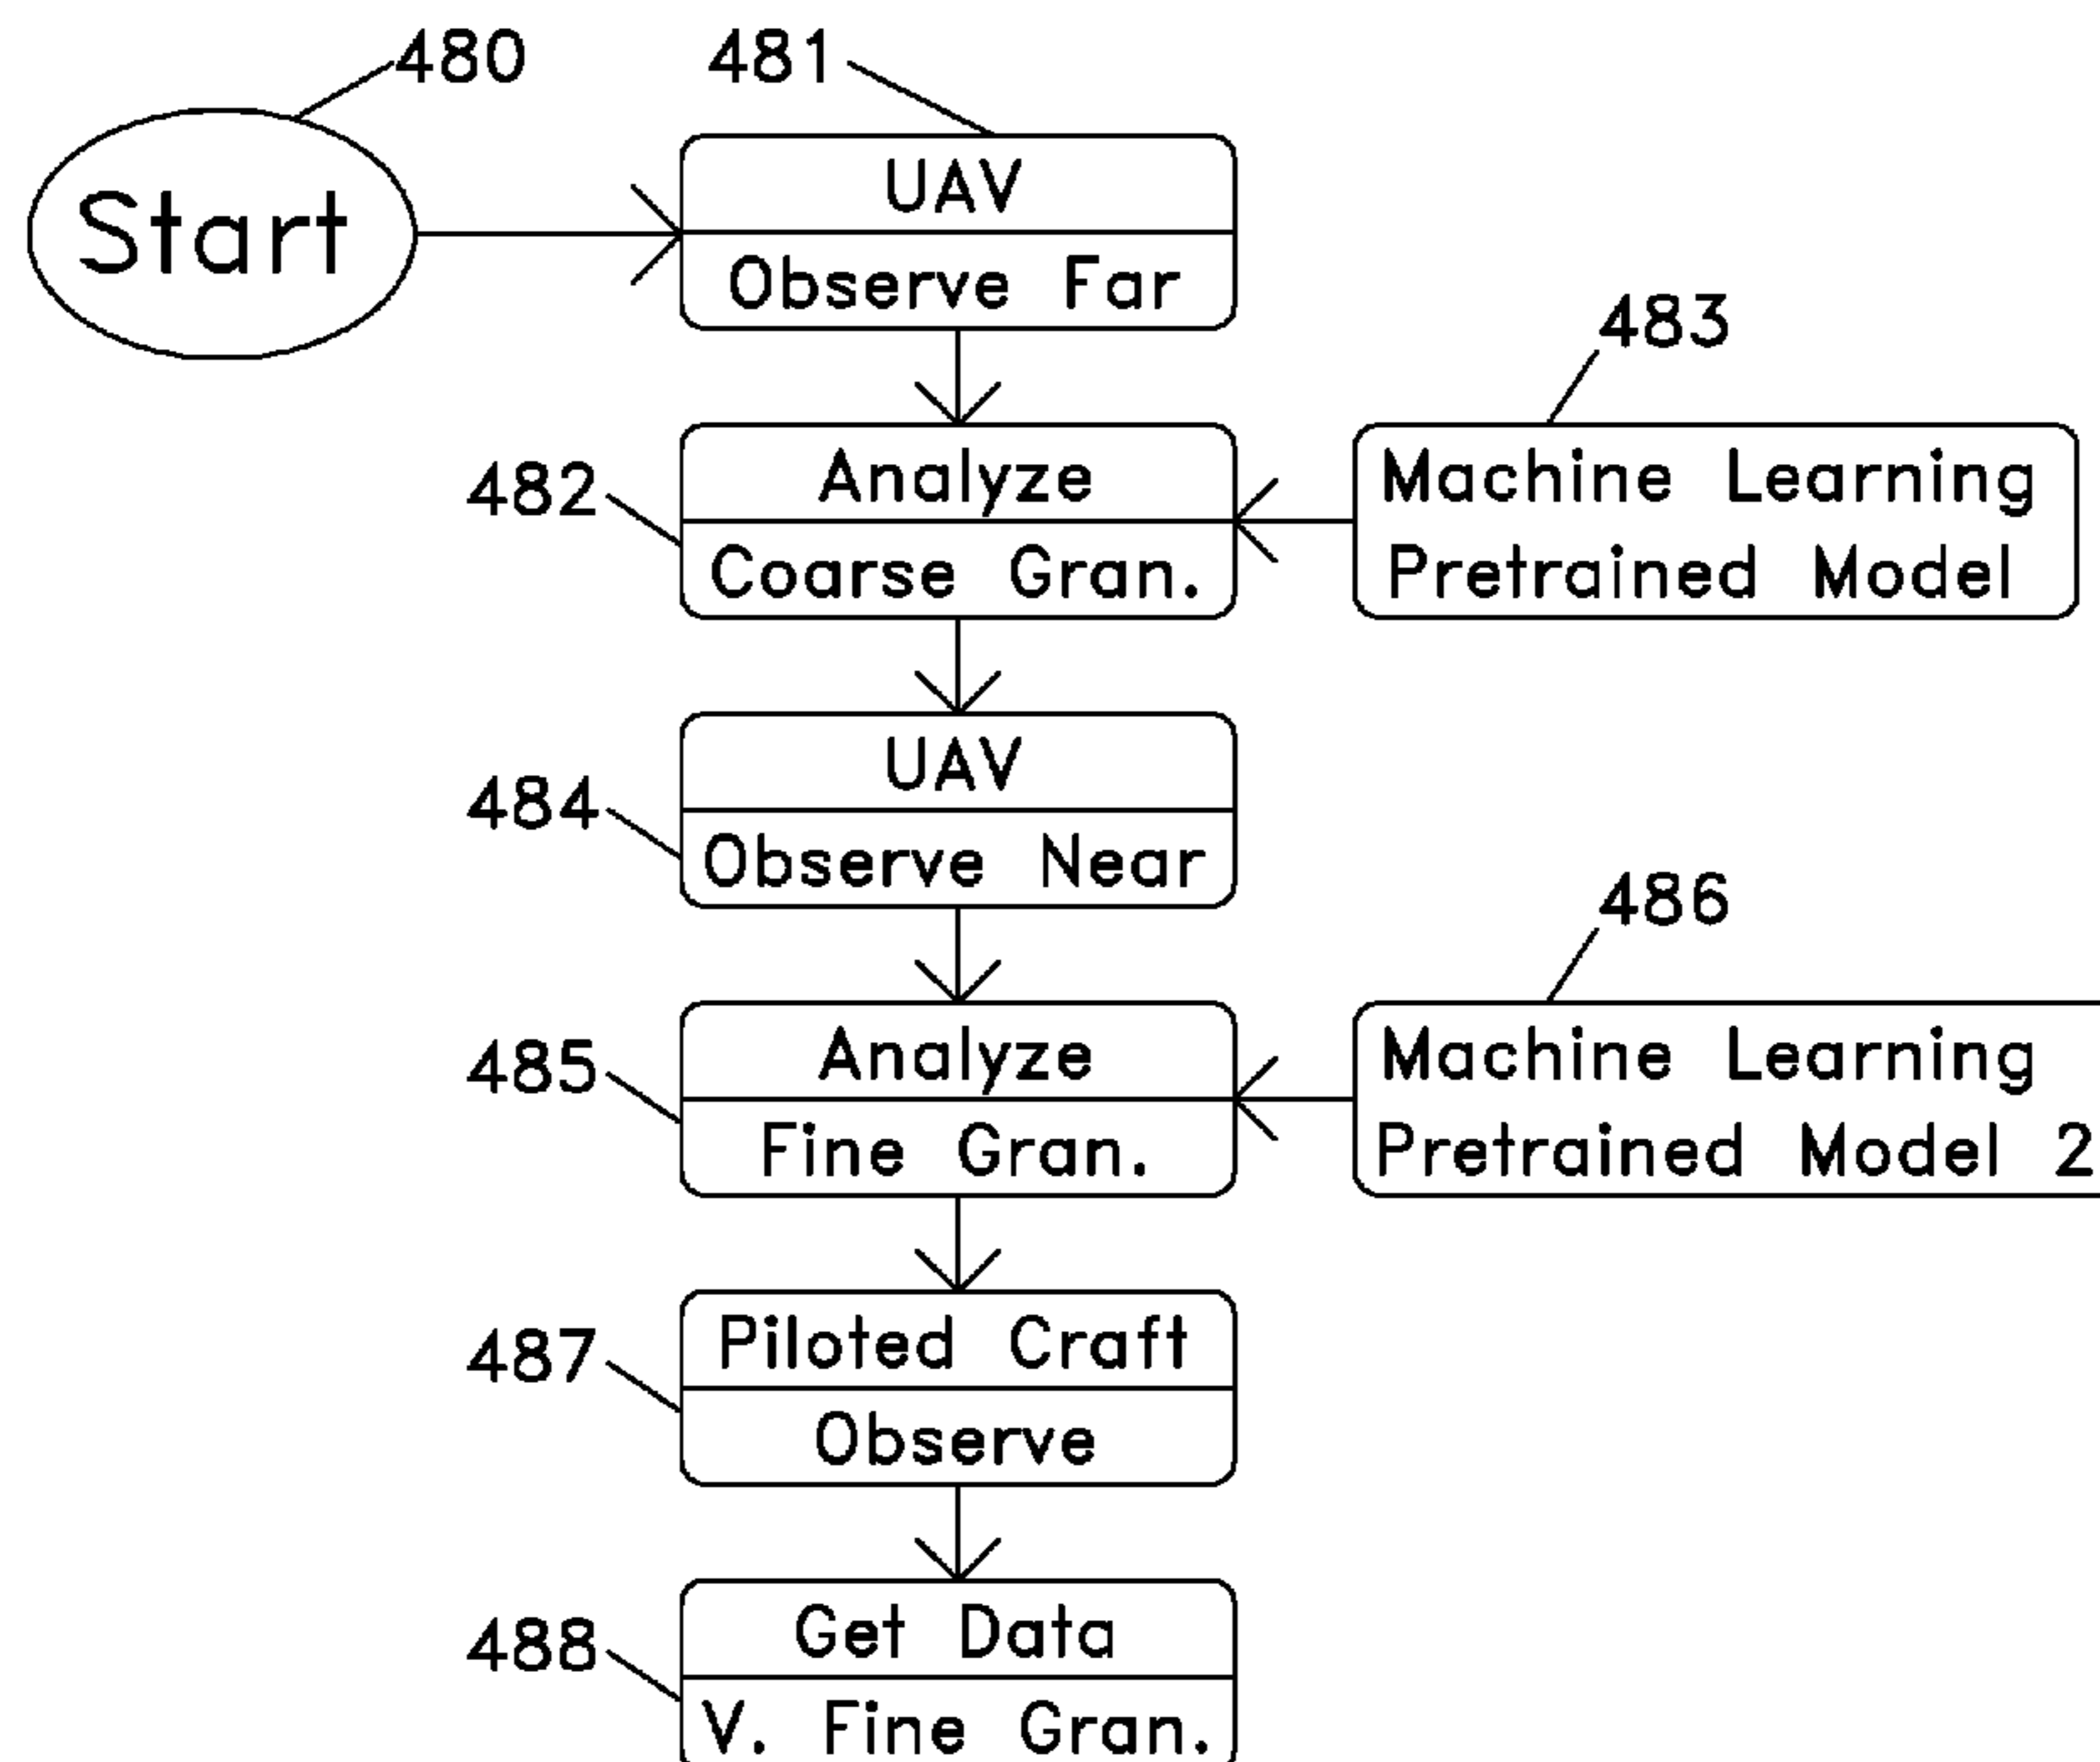 480
481
Start
UAV
Observe Far
483
482
Analyze
Coarse Gran.
Machine Learning
Pretrained Model
484
UAV
Observe Near
486
485
Analyze
Fine Gran.
Machine Learning
Pretrained Model 2
487
Piloted Craft
Observe
488
Get Data
V. Fine Gran.